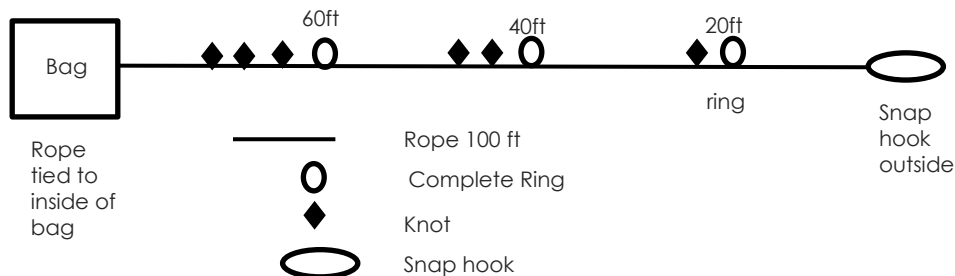 60ft
40ft
20ft
Bag
ring
Rope
tied to
inside of
bag
Snap
hook
outside
Rope 100 ft
Complete Ring
Knot
Snap hook